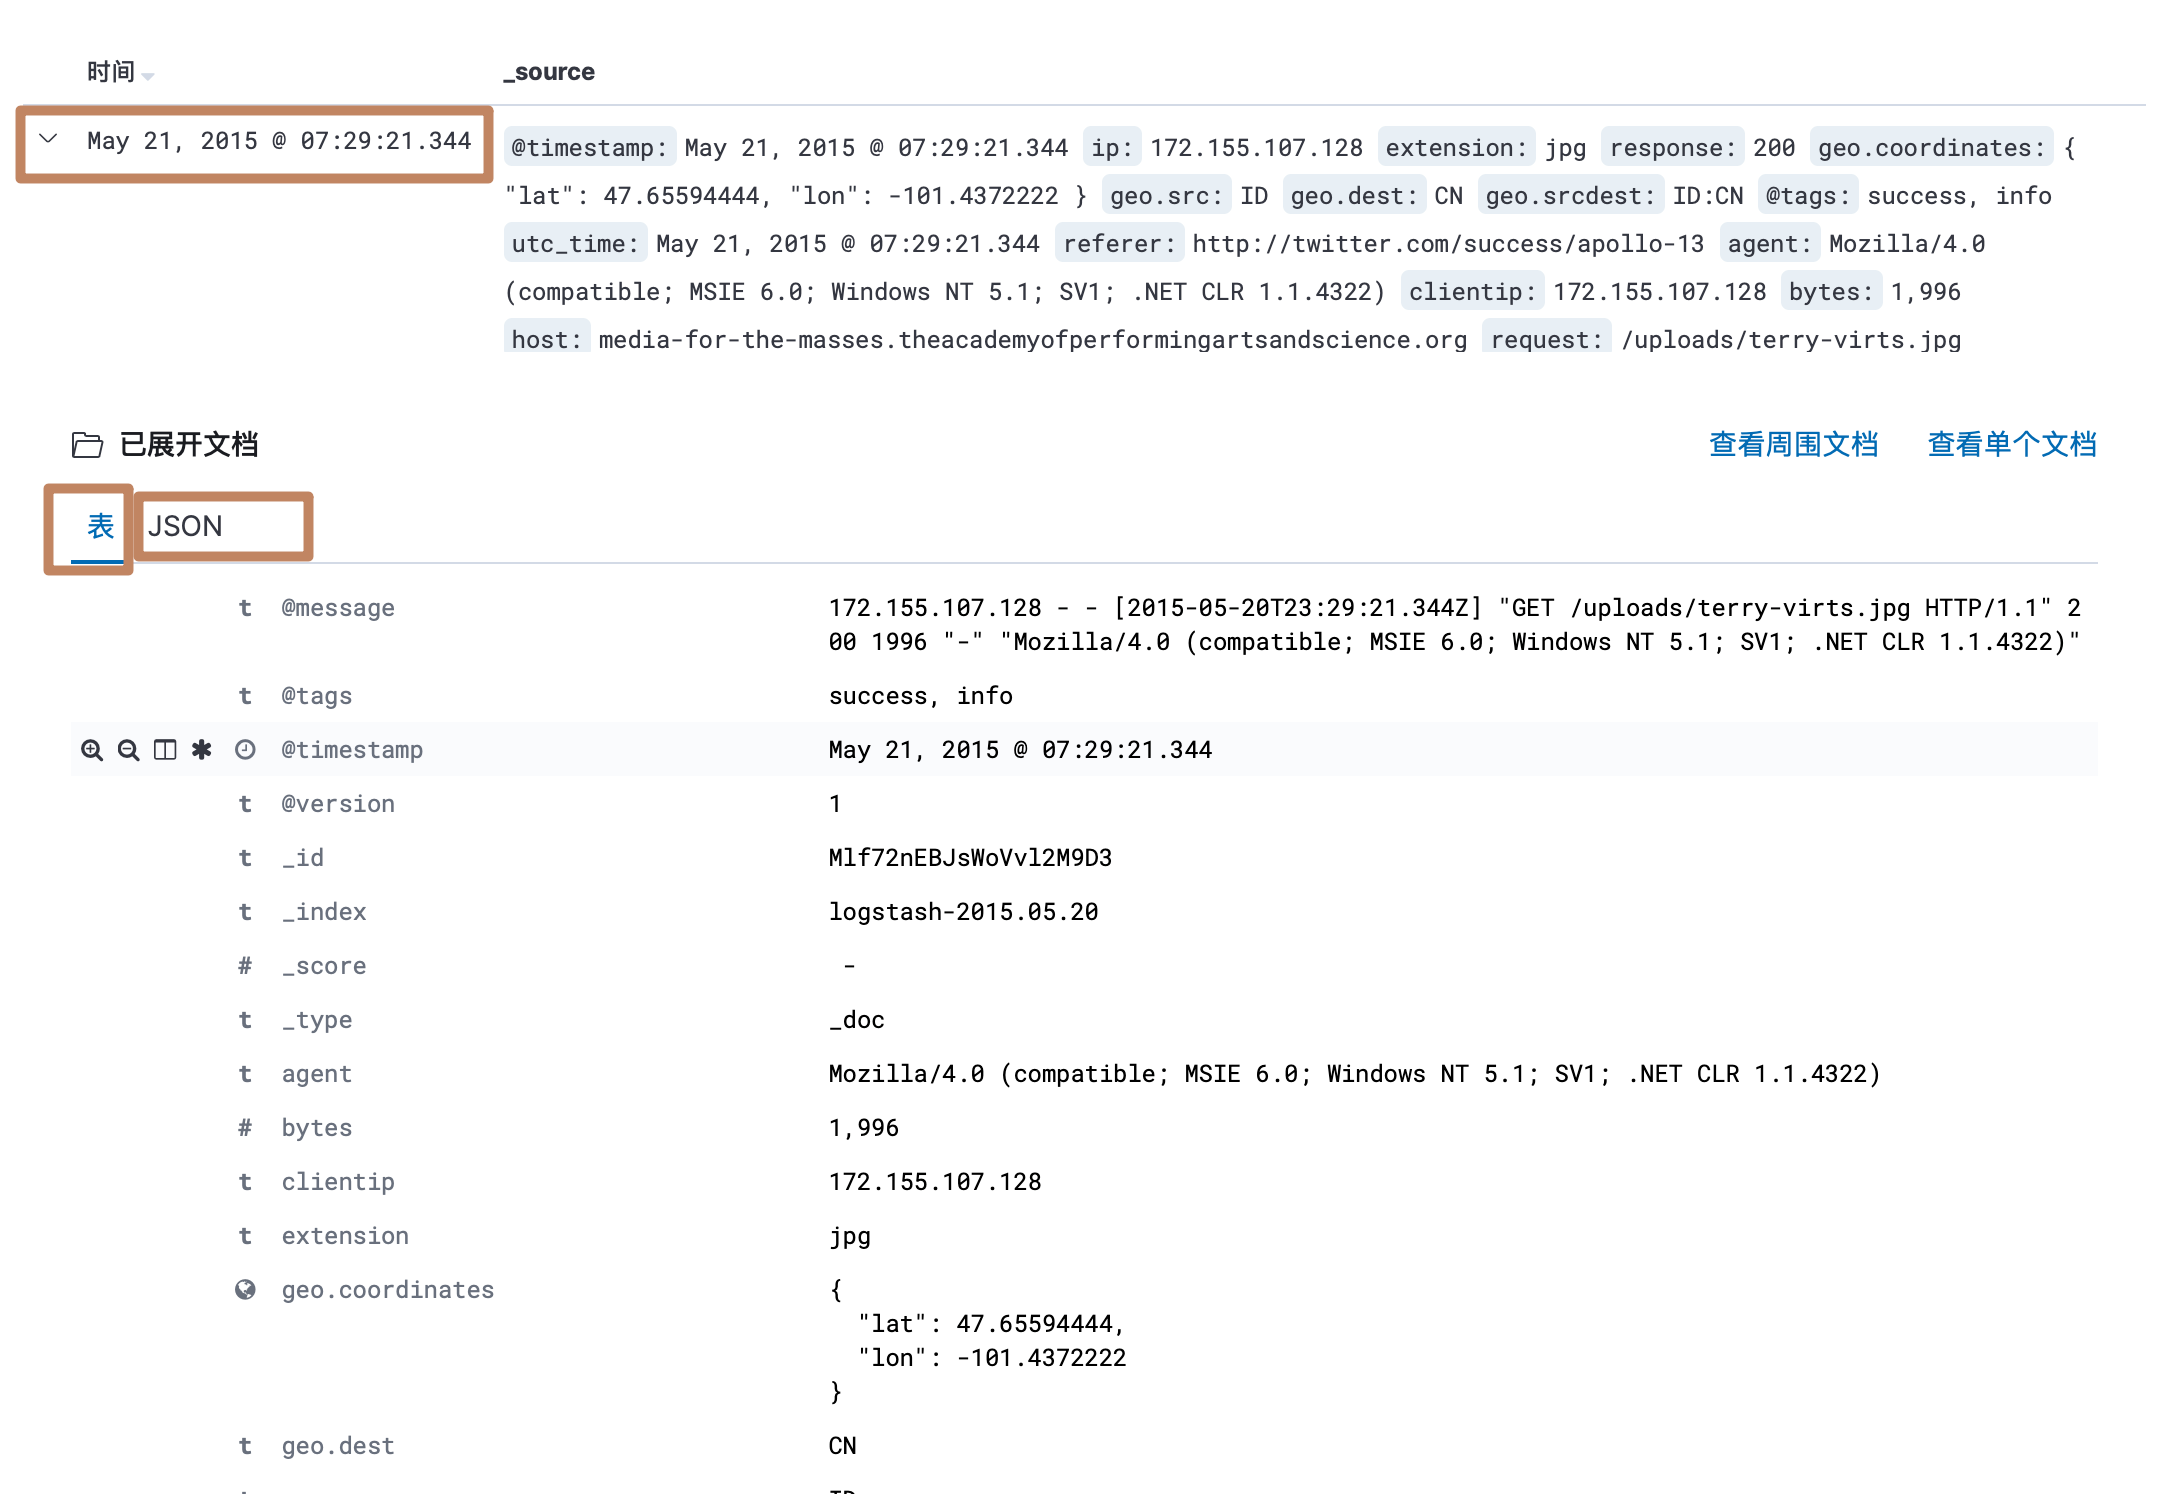 时间 _source
May 21, 2015 @ 07:29:21.344
@timestamp: May 21, 2015 @ 07:29:21.344 ip: 172.155.107.128 extension: jpg response: 200 geo.coordinates: {
"lat": 47.65594444, "lon": -101.4372222 } geo.src: ID geo.dest: CN geo.srcdest: ID:CN @tags: success, info
utc_time: May 21, 2015 @ 07:29:21.344 referer: http://twitter.com/success/apollo-13 agent: Mozilla/4.0
(compatible; MSIE 6.0; Windows NT 5.1; SV1; .NET CLR 1.1.4322) clientip: 172.155.107.128 bytes: 1,996
host: media-for-the-masses.theacademyofperformingartsandscience.org request: /uploads/terry-virts.jpg
已展开文档 查看周围文档 查看单个文档
表 JSON
t @message 172.155.107.128 - - [2015-05-20T23:29:21.344Z] "GET /uploads/terry-virts.jpg HTTP/1.1" 2
00 1996 "-" "Mozilla/4.0 (compatible; MSIE 6.0; Windows NT 5.1; SV1; .NET CLR 1.1.4322)"
t @tags success, info
@timestamp May 21, 2015 @ 07:29:21.344
t @version 1
t _id Mlf72nEBJsWoVvl2M9D3
t _index logstash-2015.05.20
# _score -
t _type _doc
t agent Mozilla/4.0 (compatible; MSIE 6.0; Windows NT 5.1; SV1; .NET CLR 1.1.4322)
# bytes 1,996
t clientip 172.155.107.128
t extension jpg
geo.coordinates {
"lat": 47.65594444,
"lon": -101.4372222
}
t geo.dest CN